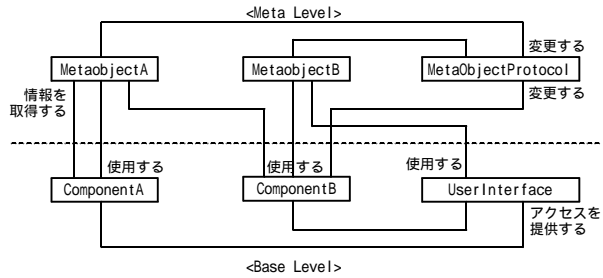 <Meta Level>
変更する
MetaobjectA
MetaobjectB
MetaObjectProtocol
情報を
取得する
変更する
使用する
使用する
使用する
ComponentA
ComponentB
UserInterface
アクセスを
提供する
<Base Level>